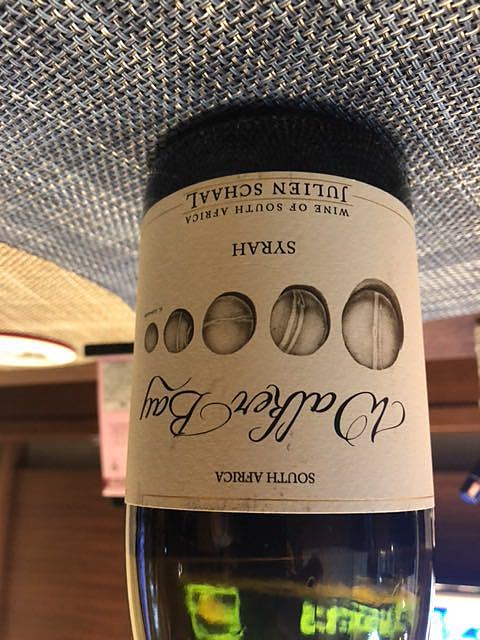 SOUTH AFRICA
Walker Bay
SYRAH
WINE OF SOUTH AFRICA
JULIEN SCHAAL